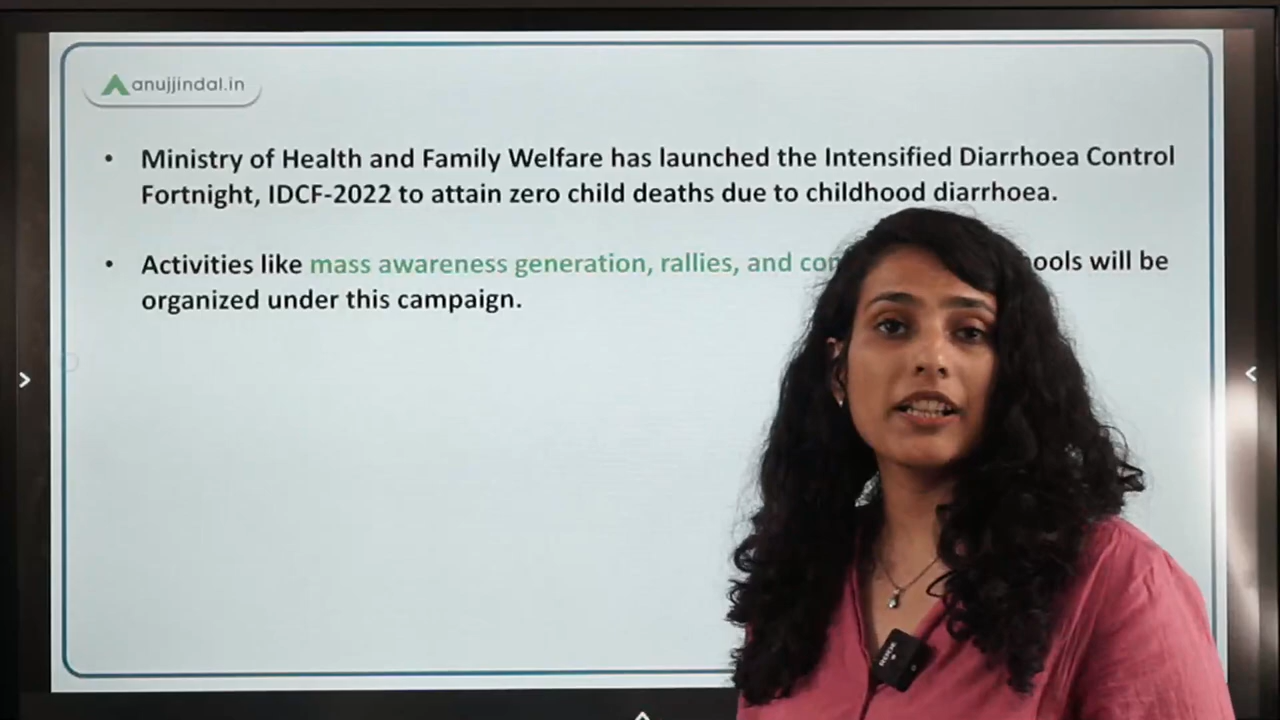 anujjindal.in
• Ministry of Health and Family Welfare has launched the Intensified Diarrhoea Control
Fortnight, IDCF-2022 to attain zero child deaths due to childhood diarrhoea.
• Activities like mass awareness generation, rallies, and will be
organized under this campaign.
RODE